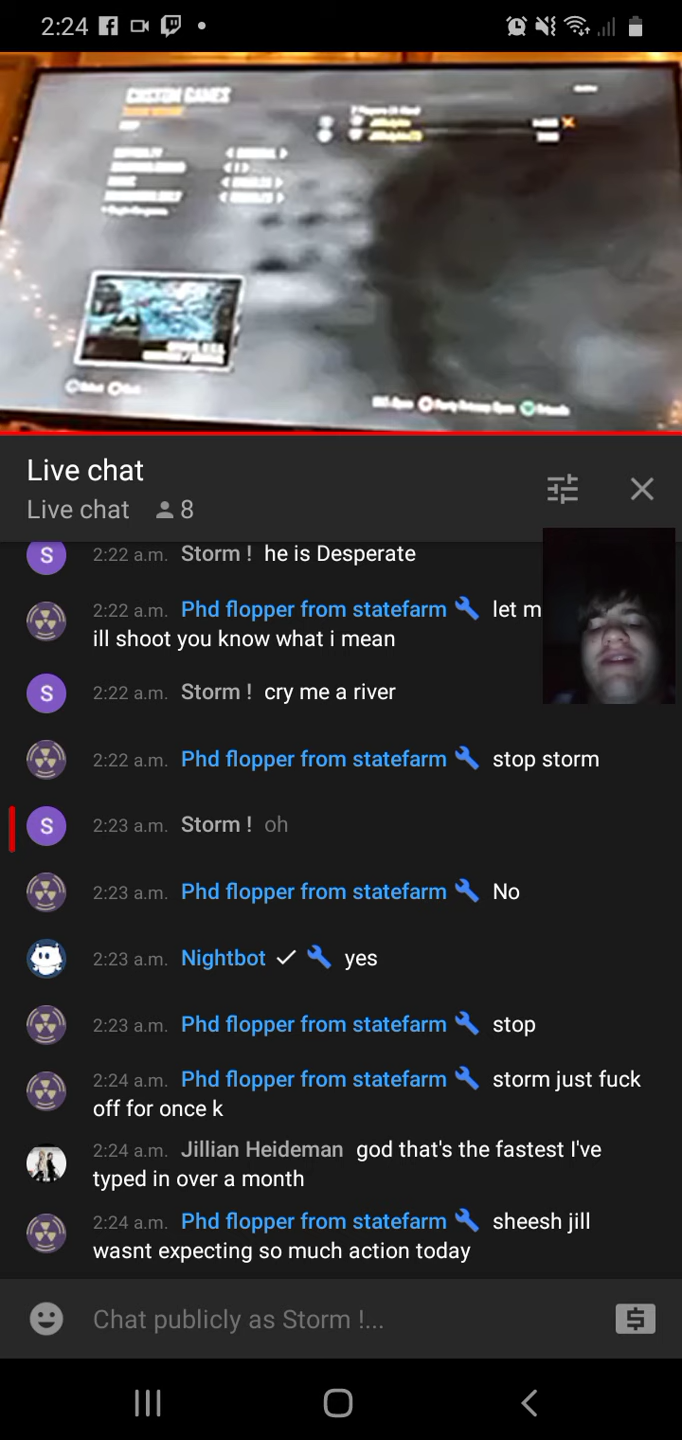 2:24
CUSTOM GAMES
Live chat
Live chat 8
S 2:22 a.m. Storm ! he is Desperate
2:22 a.m. Phd flopper from statefarm let m
ill shoot you know what i mean
S 2:22 a.m. Storm ! cry me a river
2:22 a.m. Phd flopper from statefarm stop storm
S 2:23 a.m. Storm ! oh
2:23 a.m. Phd flopper from statefarm No
2:23 a.m. Nightbot yes
2:23 a.m. Phd flopper from statefarm stop
2:24 a.m. Phd flopper from statefarm storm just fuck
off for once k
2:24 a.m. Jillian Heideman god that's the fastest I've
typed in over a month
2:24 a.m. Phd flopper from statefarm sheesh jill
wasnt expecting so much action today
Chat publicly as Storm !...